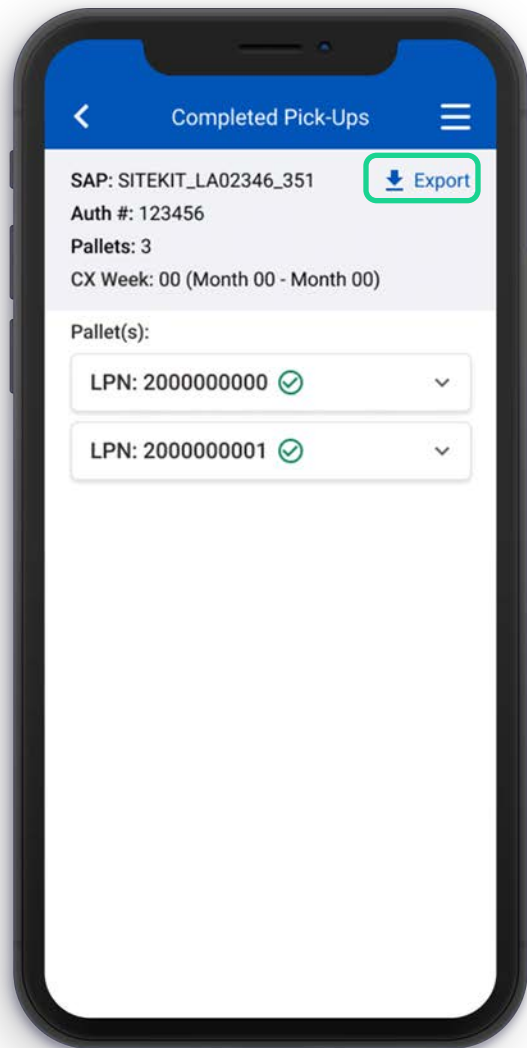 Completed Pick-Ups
SAP: SITEKIT_LA02346_351
Export
Auth #: 123456
Pallets: 3
CX Week: 00 (Month 00 - Month 00)
Pallet(s):
LPN: 2000000000
LPN: 2000000001